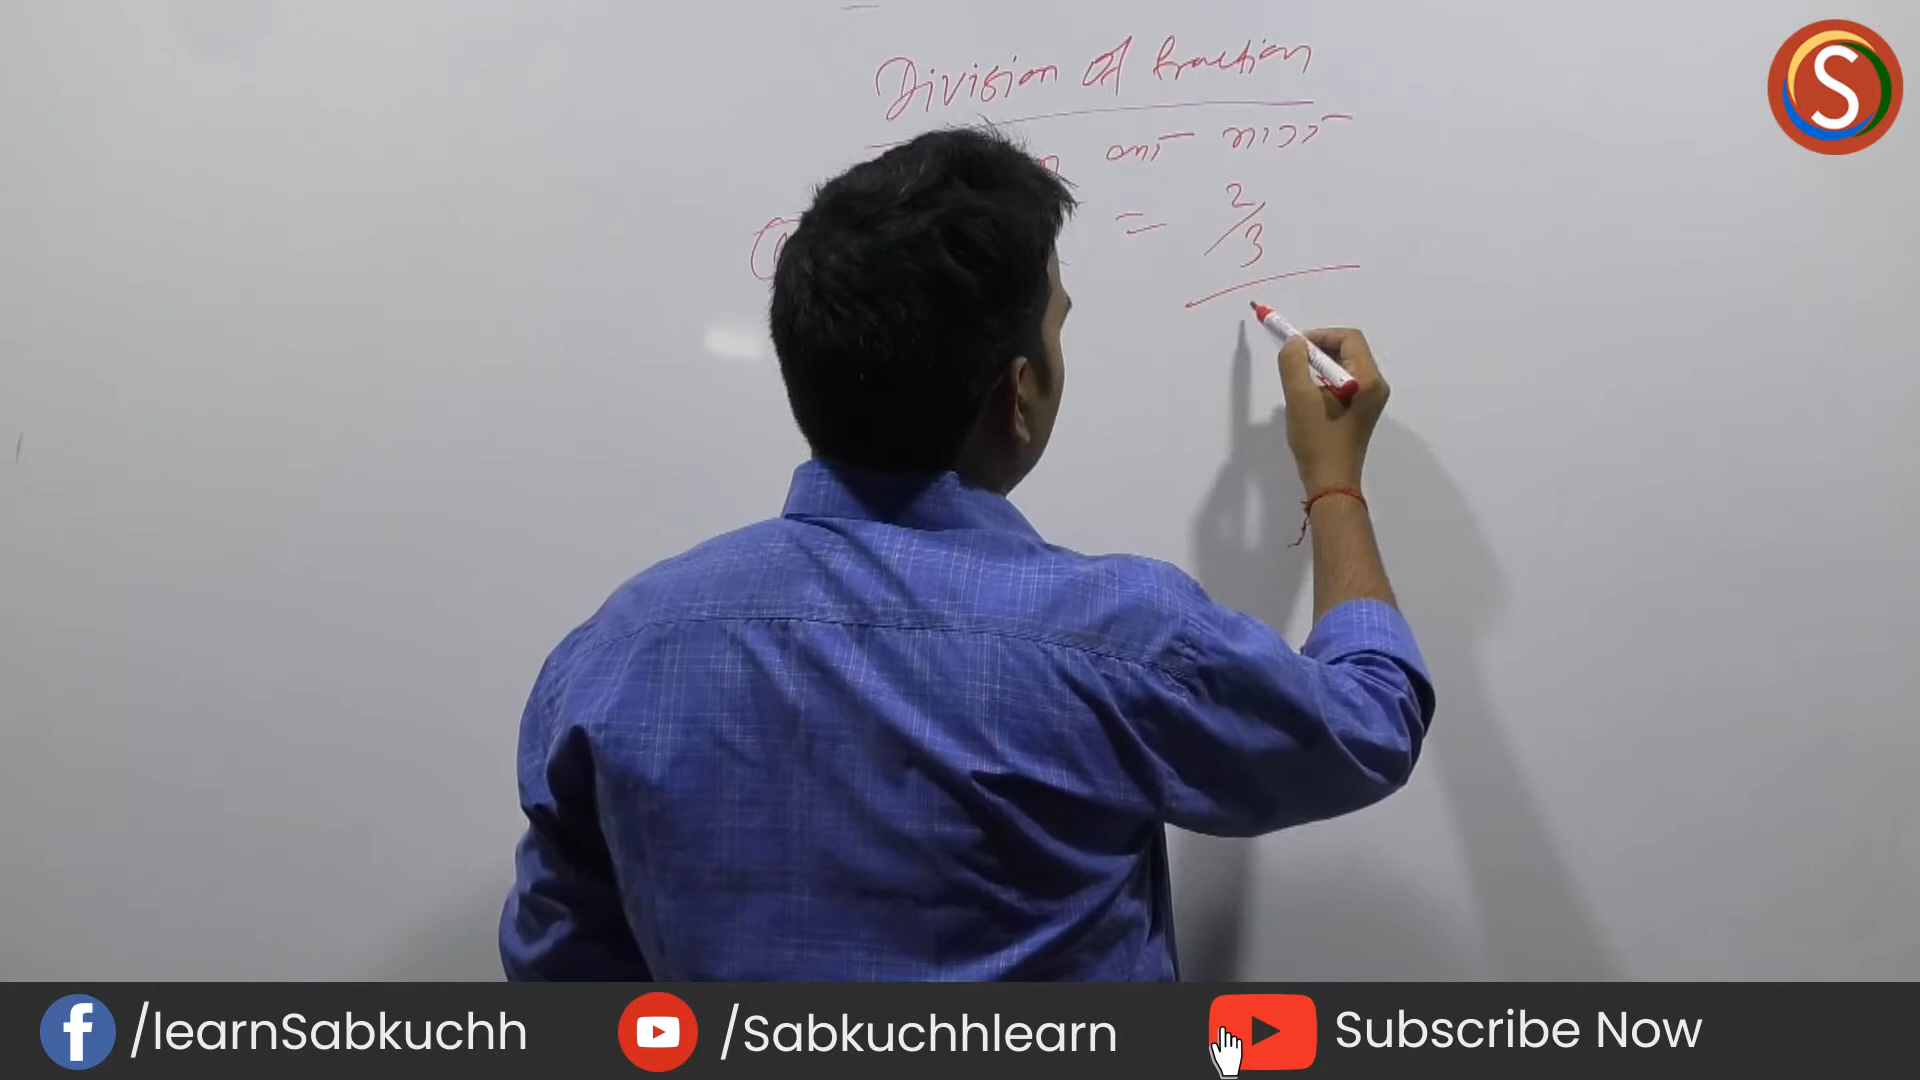 Division of fraction
का भाग
= 2/3
S
/learnSabkuchh
/Sabkuchhlearn
Subscribe Now